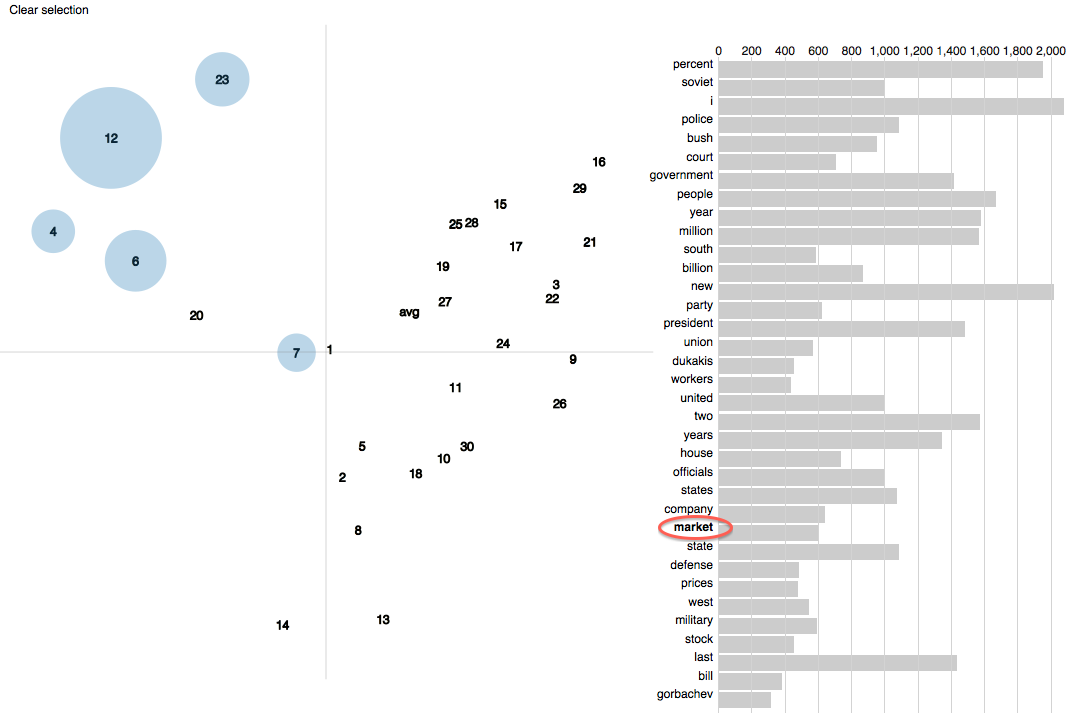 Clear selection
23
12
4
6
20
7
1
16
29
15
25 28
17
21
19
3
22
27
avg
24
9
11
26
5
30
10
2
18
8
13
14
0 200 400 600 800 1,000 1,200 1,400 1,600 1,800 2,000
percent
soviet
i
police
bush
court
government
people
year
million
south
billion
new
party
president
union
dukakis
workers
united
two
years
house
officials
states
company
market
state
defense
prices
west
military
stock
last
bill
gorbachev